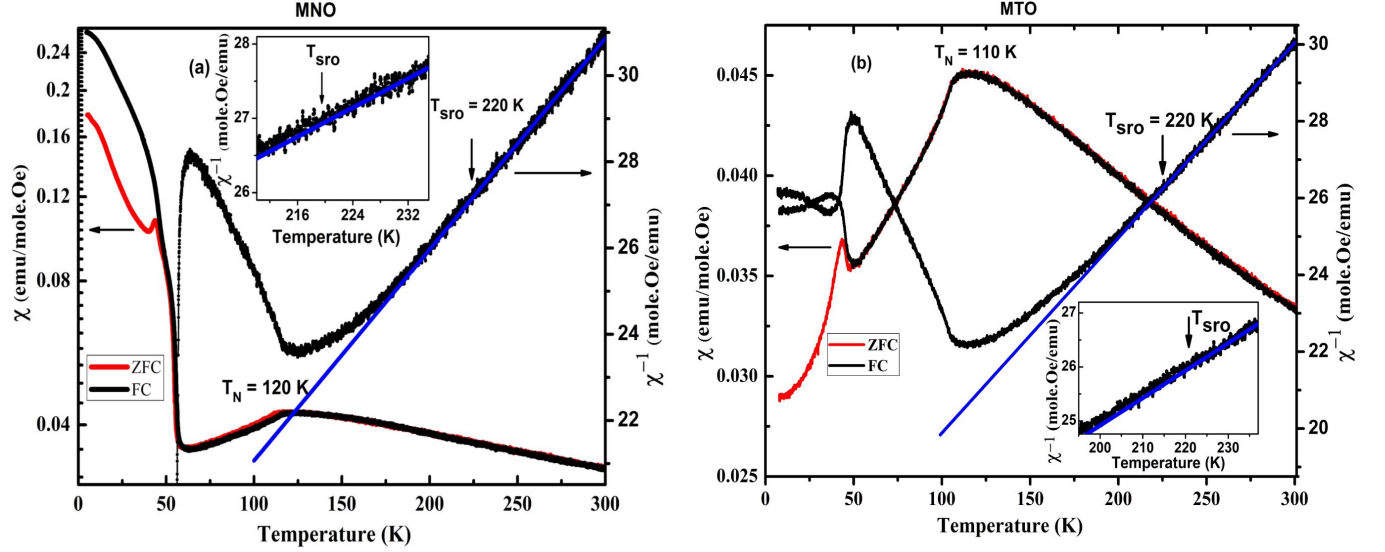 MNO
(a)
χ (emu/mole.Oe)
0.24
0.2
0.16
0.12
0.08
0.04
0
50
100
150
200
250
300
Temperature (K)
χ⁻¹ (mole.Oe/emu)
30
28
26
24
22
T_sro = 220 K
T_N = 120 K
ZFC
FC
χ⁻¹ (mole.Oe/emu)
28
27
26
216
224
232
Temperature (K)
T_sro
MTO
(b)
χ (emu/mole.Oe)
0.045
0.040
0.035
0.030
0.025
0
50
100
150
200
250
300
Temperature (K)
χ⁻¹ (mole.Oe/emu)
30
28
26
24
22
20
T_N = 110 K
T_sro = 220 K
ZFC
FC
χ⁻¹ (mole.Oe/emu)
27
26
25
200
210
220
230
Temperature (K)
T_sro